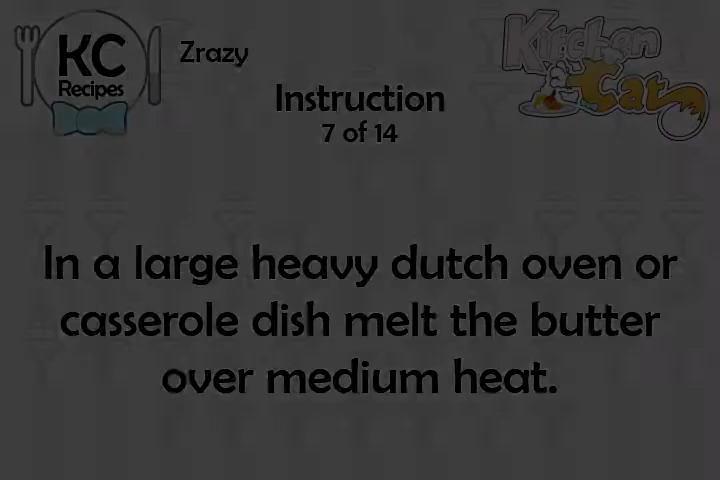 KC
Recipes
Zrazy
Kitchen
Cat
Instruction
7 of 14
In a large heavy dutch oven or
casserole dish melt the butter
over medium heat.